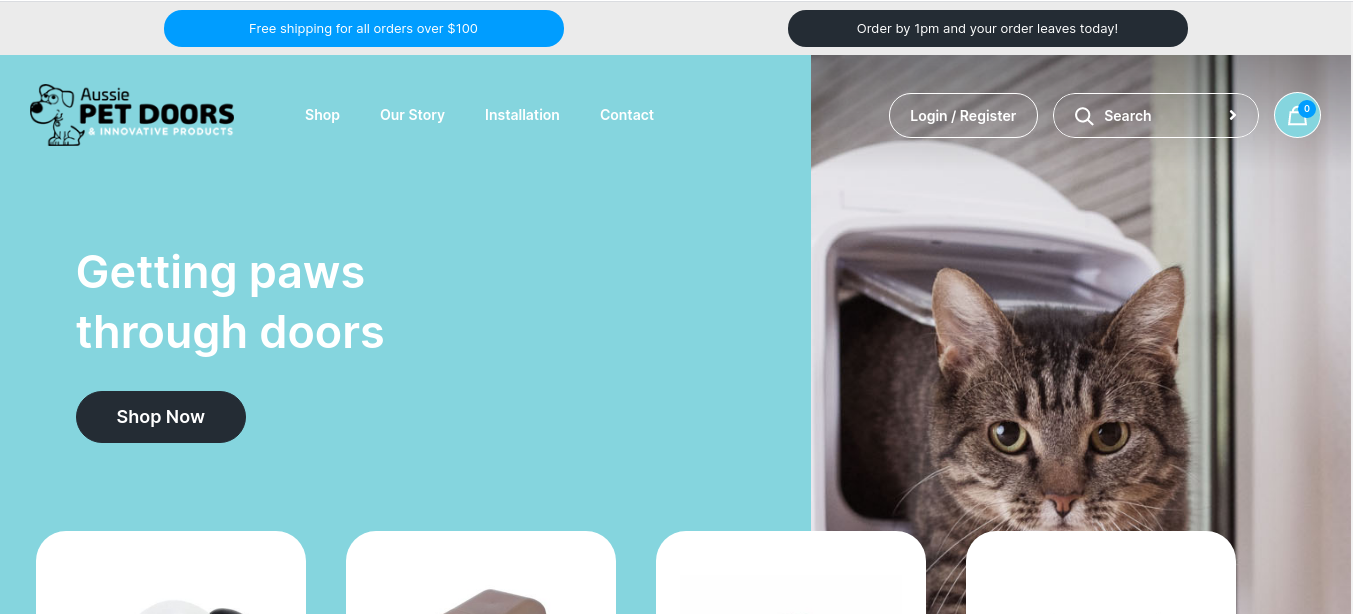 Free shipping for all orders over $100
Order by 1pm and your order leaves today!
Aussie
PET DOORS
& INNOVATIVE PRODUCTS
Shop
Our Story
Installation
Contact
Login / Register
Search
0
Getting paws
through doors
Shop Now